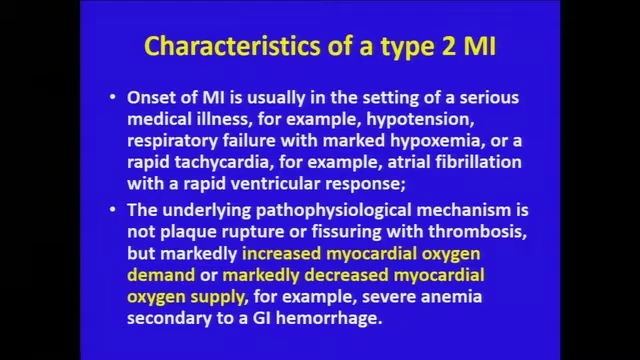 Characteristics of a type 2 MI
• Onset of MI is usually in the setting of a serious
medical illness, for example, hypotension,
respiratory failure with marked hypoxemia, or a
rapid tachycardia, for example, atrial fibrillation
with a rapid ventricular response;
• The underlying pathophysiological mechanism is
not plaque rupture or fissuring with thrombosis,
but markedly increased myocardial oxygen
demand or markedly decreased myocardial
oxygen supply, for example, severe anemia
secondary to a GI hemorrhage.